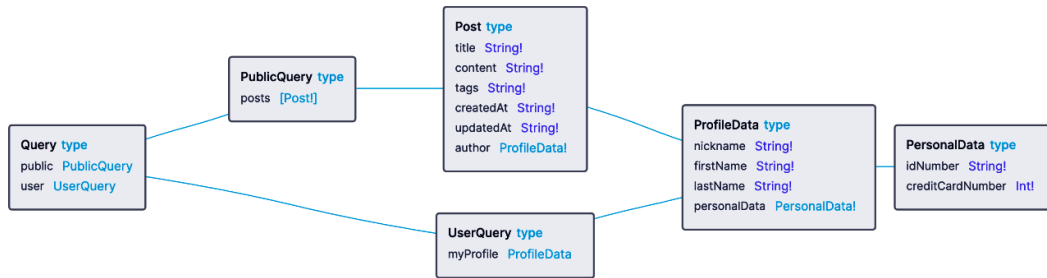 Query type
public PublicQuery
user UserQuery
PublicQuery type
posts [Post!]
Post type
title String!
content String!
tags String!
createdAt String!
updatedAt String!
author ProfileData!
UserQuery type
myProfile ProfileData
ProfileData type
nickname String!
firstName String!
lastName String!
personalData PersonalData!
PersonalData type
idNumber String!
creditCardNumber Int!